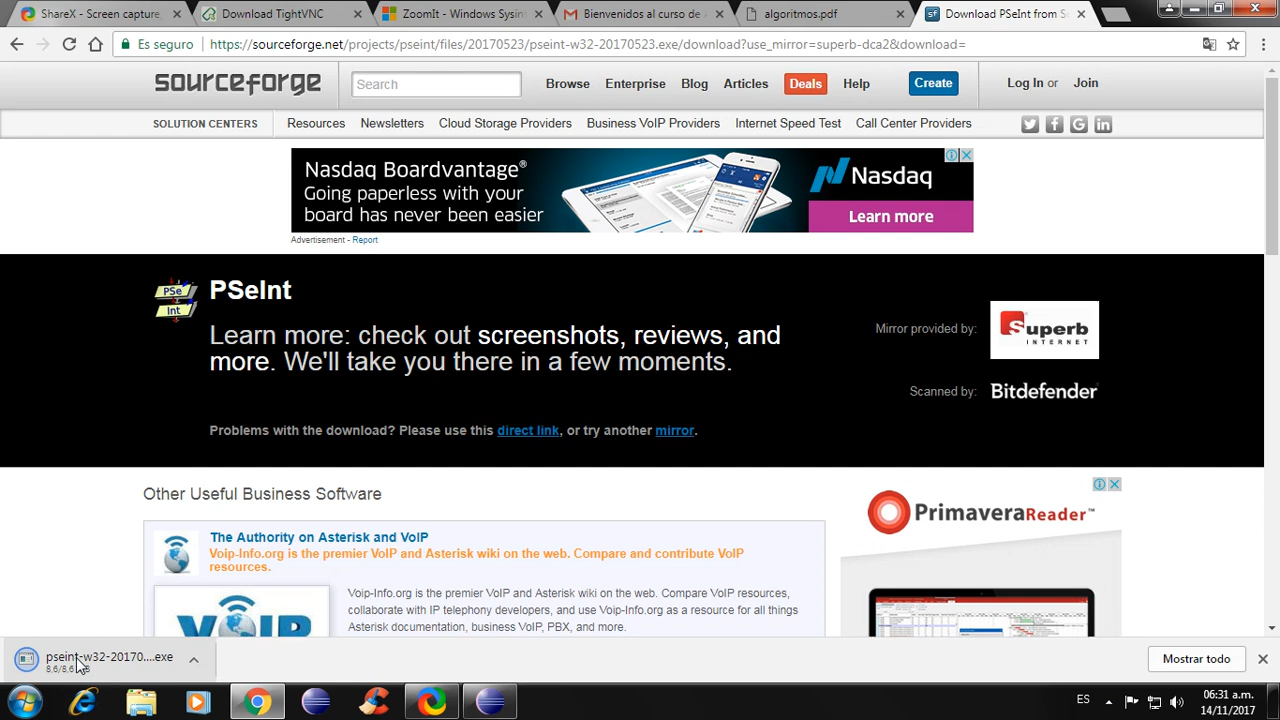 ShareX - Screen capture,
Download TightVNC
ZoomIt - Windows Sysin
Bienvenidos al curso de
algoritmos.pdf
Download PSeInt from S
Es seguro
https://sourceforge.net/projects/pseint/files/20170523/pseint-w32-20170523.exe/download?use_mirror=superb-dca2&download=
sourceforge
Search
Browse Enterprise Blog Articles Deals Help Create Log In or Join
SOLUTION CENTERS Resources Newsletters Cloud Storage Providers Business VoIP Providers Internet Speed Test Call Center Providers
Nasdaq Boardvantage®
Going paperless with your
board has never been easier
Nasdaq
Learn more
Advertisement - Report
PSe
Int
PSeInt
Learn more: check out screenshots, reviews, and
more. We'll take you there in a few moments.
Mirror provided by:
Superb
INTERNET
Scanned by:
Bitdefender
Problems with the download? Please use this direct link, or try another mirror.
Other Useful Business Software
The Authority on Asterisk and VoIP
Voip-Info.org is the premier VoIP and Asterisk wiki on the web. Compare and contribute VoIP
resources.
Voip-Info.org is the premier VoIP and Asterisk wiki on the web. Compare VoIP resources,
collaborate with IP telephony developers, and use Voip-Info.org as a resource for all things
Asterisk documentation, business VoIP, PBX, and more.
VOIP
PrimaveraReader™
pseint-w32-20170....exe
Mostrar todo
ES
06:31 a.m.
14/11/2017